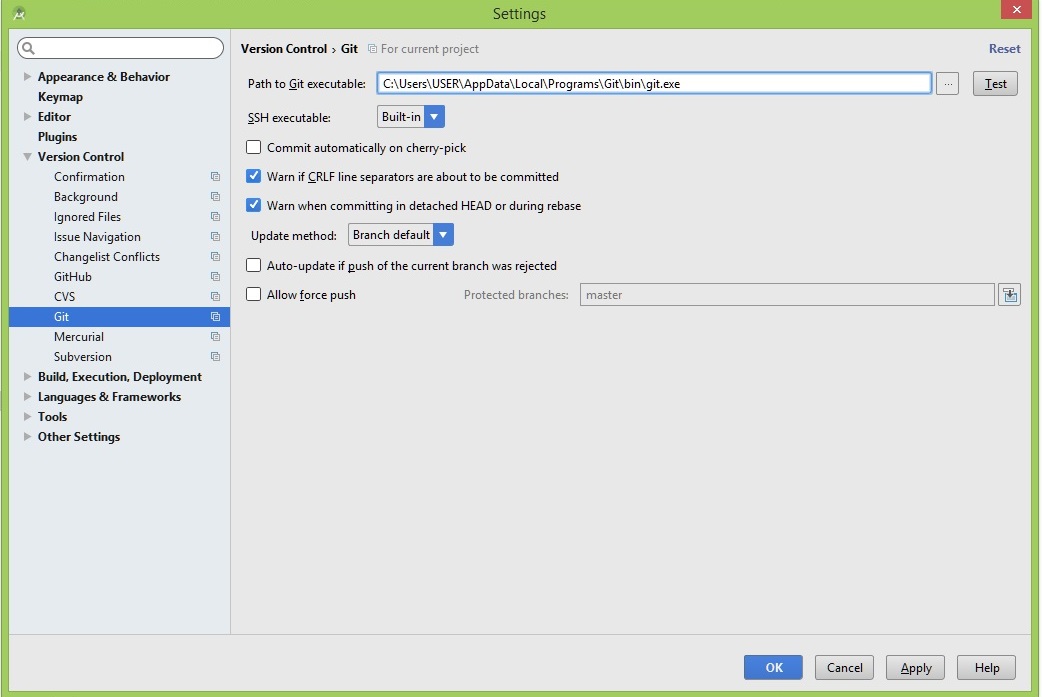 Settings
Version Control › Git For current project Reset
Appearance & Behavior
Keymap
Editor
Plugins
Version Control
Confirmation
Background
Ignored Files
Issue Navigation
Changelist Conflicts
GitHub
CVS
Git
Mercurial
Subversion
Build, Execution, Deployment
Languages & Frameworks
Tools
Other Settings
Path to Git executable: C:\Users\USER\AppData\Local\Programs\Git\bin\git.exe ... Test
SSH executable: Built-in
Commit automatically on cherry-pick
Warn if CRLF line separators are about to be committed
Warn when committing in detached HEAD or during rebase
Update method: Branch default
Auto-update if push of the current branch was rejected
Allow force push Protected branches: master
OK Cancel Apply Help